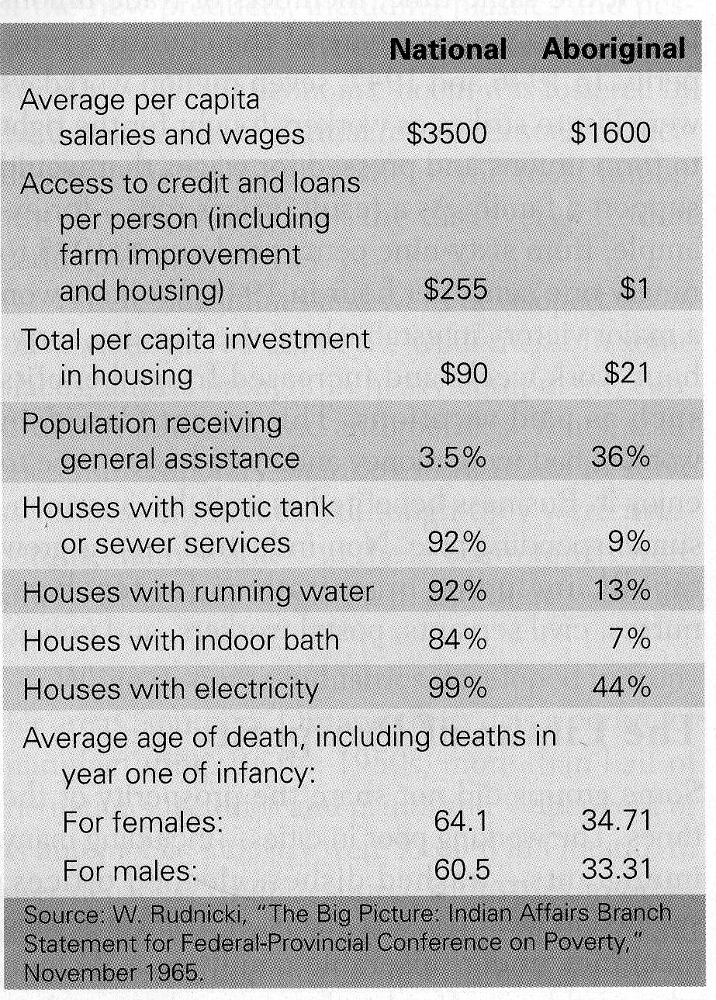 National Aboriginal
Average per capita
salaries and wages $3500 $1600
Access to credit and loans
per person (including
farm improvement
and housing) $255 $1
Total per capita investment
in housing $90 $21
Population receiving
general assistance 3.5% 36%
Houses with septic tank
or sewer services 92% 9%
Houses with running water 92% 13%
Houses with indoor bath 84% 7%
Houses with electricity 99% 44%
Average age of death, including deaths in
year one of infancy:
For females: 64.1 34.71
For males: 60.5 33.31
Source: W. Rudnicki, “The Big Picture: Indian Affairs Branch
Statement for Federal-Provincial Conference on Poverty,”
November 1965.